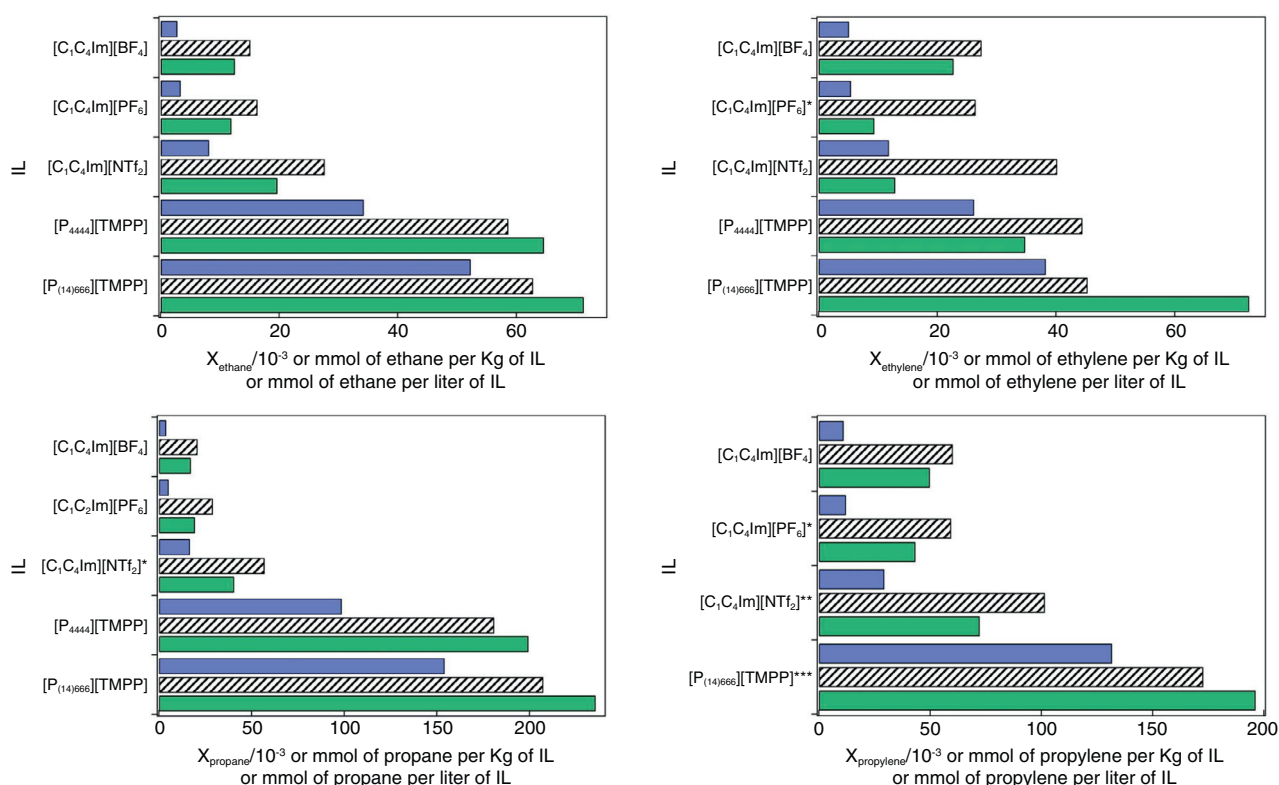 IL
[C₁C₄Im][BF₄]
[C₁C₄Im][PF₆]
[C₁C₄Im][NTf₂]
[P₄₄₄₄][TMPP]
[P₍₁₄₎₆₆₆][TMPP]
0 20 40 60
Xethane/10⁻³ or mmol of ethane per Kg of IL
or mmol of ethane per liter of IL
IL
[C₁C₄Im][BF₄]
[C₁C₄Im][PF₆]*
[C₁C₄Im][NTf₂]
[P₄₄₄₄][TMPP]
[P₍₁₄₎₆₆₆][TMPP]
0 20 40 60
Xethylene/10⁻³ or mmol of ethylene per Kg of IL
or mmol of ethylene per liter of IL
IL
[C₁C₄Im][BF₄]
[C₁C₂Im][PF₆]
[C₁C₄Im][NTf₂]*
[P₄₄₄₄][TMPP]
[P₍₁₄₎₆₆₆][TMPP]
0 50 100 150 200
Xpropane/10⁻³ or mmol of propane per Kg of IL
or mmol of propane per liter of IL
IL
[C₁C₄Im][BF₄]
[C₁C₄Im][PF₆]*
[C₁C₄Im][NTf₂]**
[P₍₁₄₎₆₆₆][TMPP]***
0 50 100 150 200
Xpropylene/10⁻³ or mmol of propylene per Kg of IL
or mmol of propylene per liter of IL